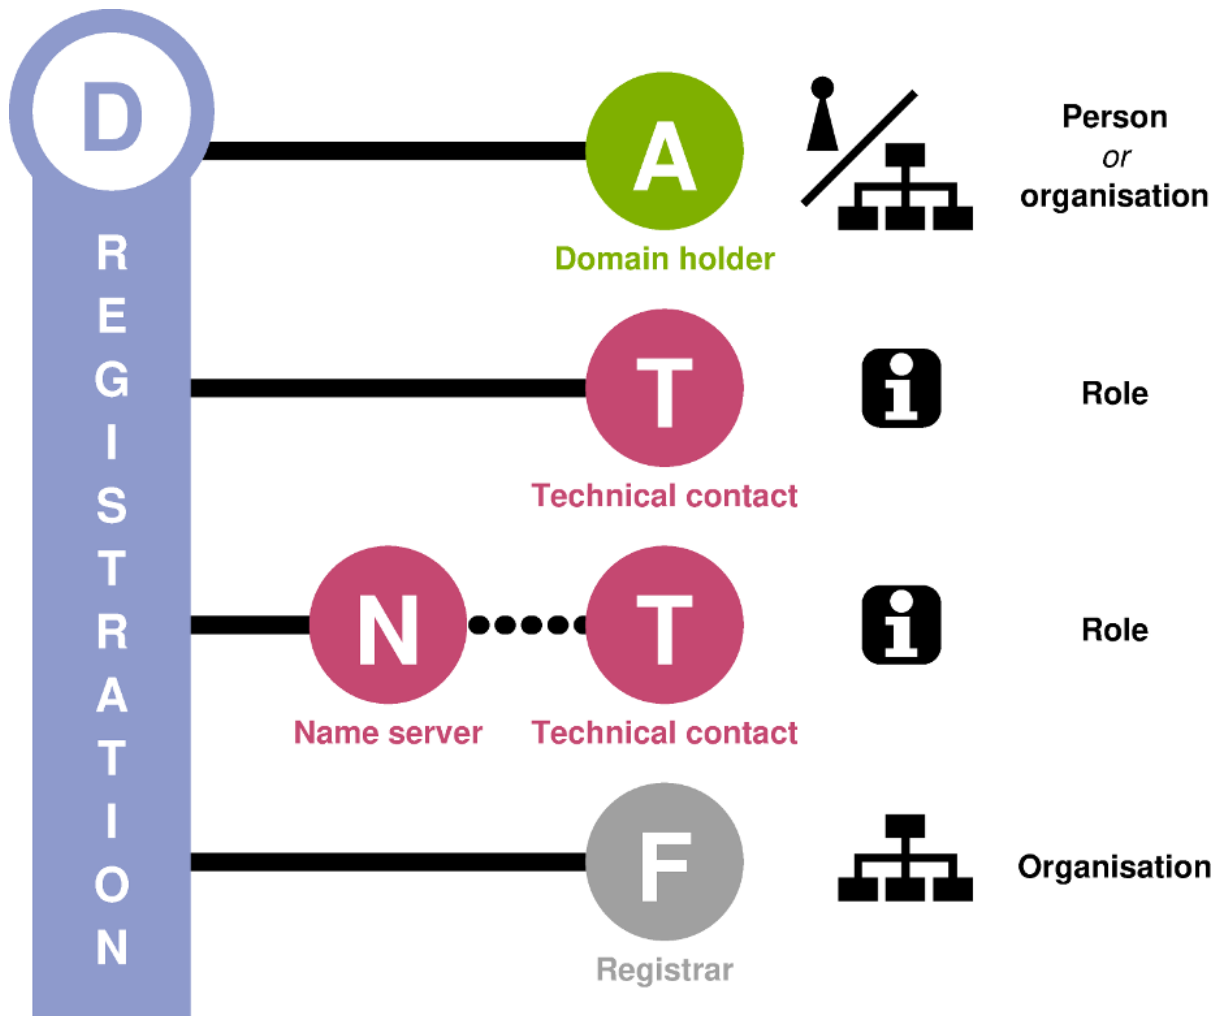 D
REGISTRATION
A
Domain holder
Person
or
organisation
T
Technical contact
i
Role
N
Name server
T
Technical contact
i
Role
F
Registrar
Organisation